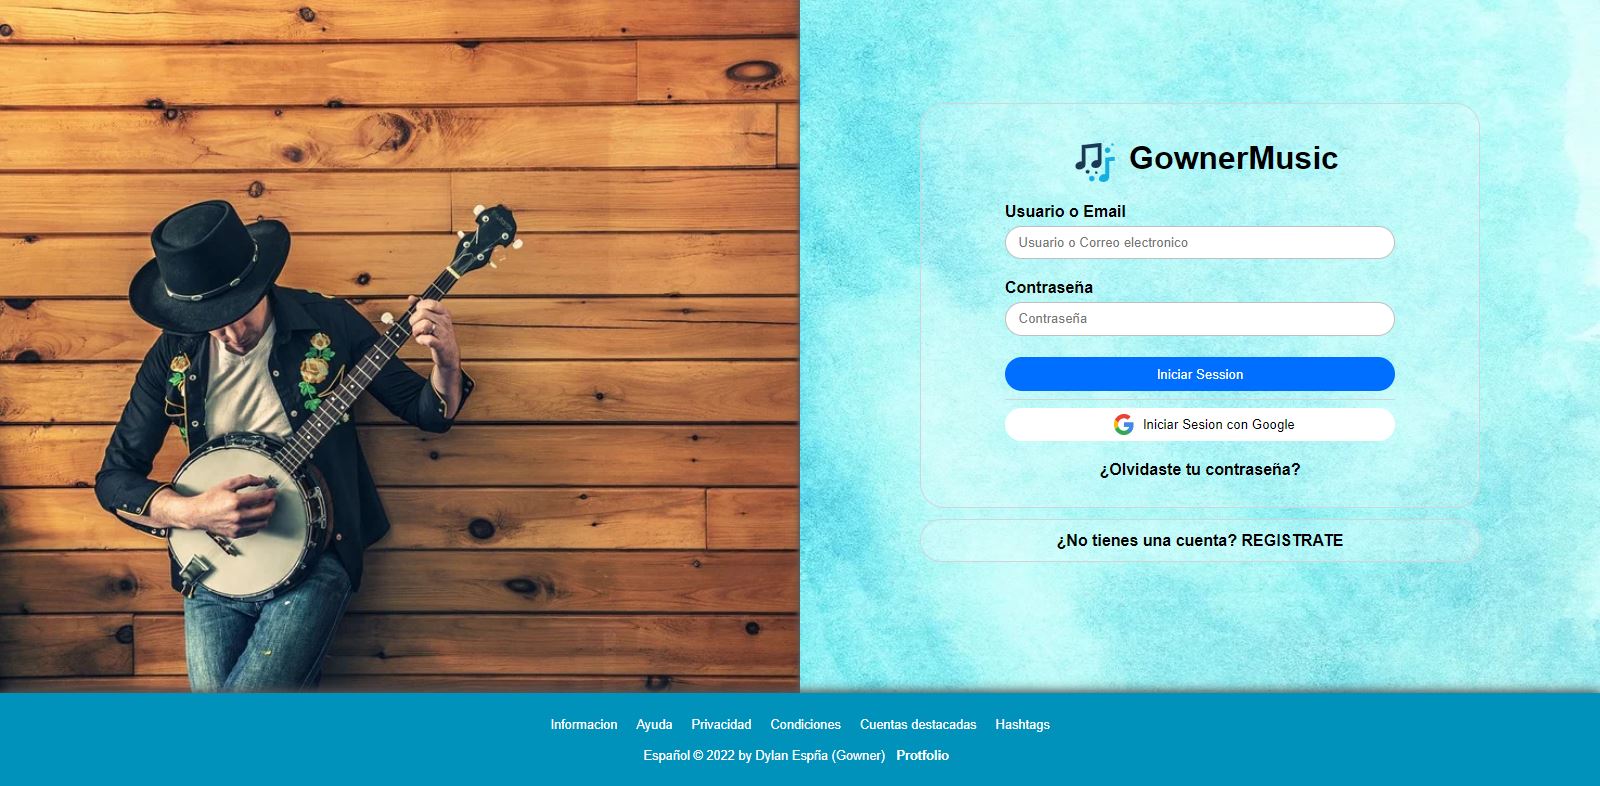 GownerMusic
Usuario o Email
Usuario o Correo electronico
Contraseña
Contraseña
Iniciar Session
Iniciar Sesion con Google
¿Olvidaste tu contraseña?
¿No tienes una cuenta? REGISTRATE
Informacion Ayuda Privacidad Condiciones Cuentas destacadas Hashtags
Español © 2022 by Dylan Espña (Gowner) Protfolio